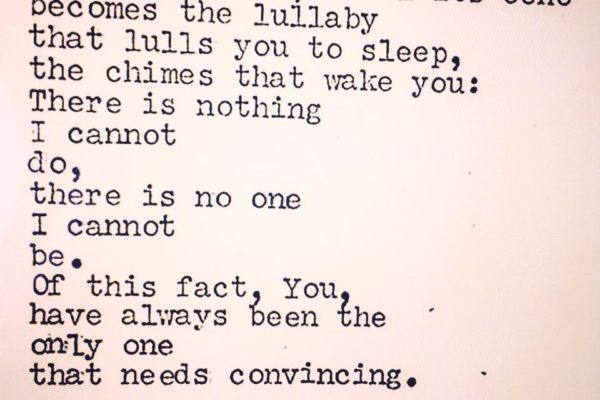 becomes the lullaby
that lulls you to sleep,
the chimes that wake you:
There is nothing
I cannot
do,
there is no one
I cannot
be.
Of this fact, You,
have always been the
only one
that needs convincing.